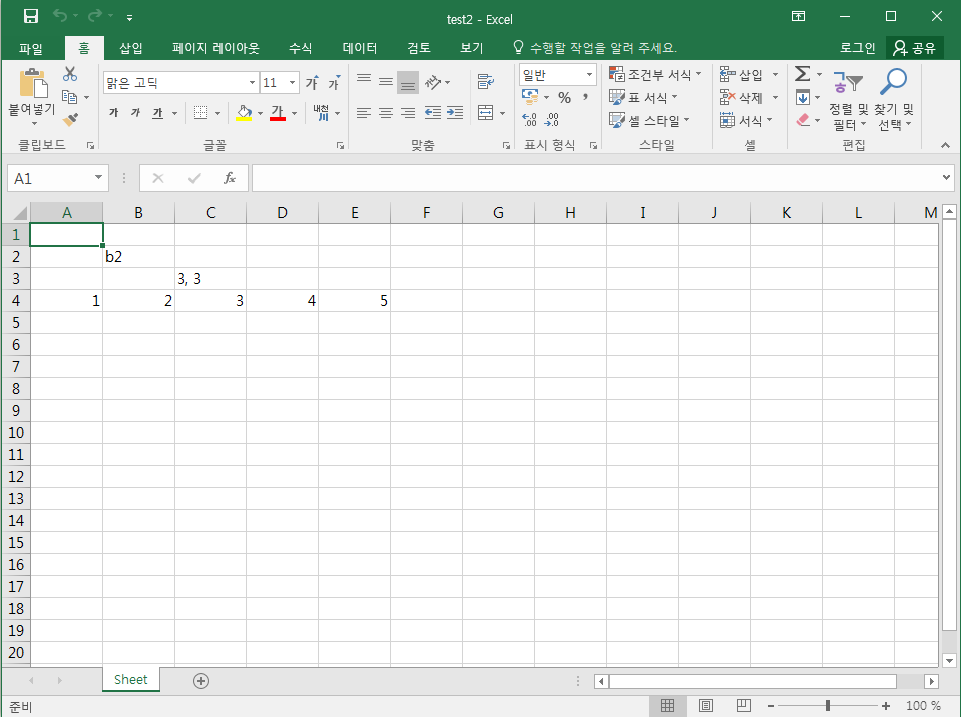 test2 - Excel
파일 홈 삽입 페이지 레이아웃 수식 데이터 검토 보기 수행할 작업을 알려 주세요. 로그인 공유
붙여넣기
클립보드
맑은 고딕 11 가 가
가 가 가 가 내천
글꼴
맞춤
일반
% ,
.00 .00
표시 형식
조건부 서식
표 서식
셀 스타일
스타일
삽입
삭제
서식
셀
정렬 및 필터
찾기 및 선택
편집
A1 fx
A B C D E F G H I J K L M
1
2 b2
3 3, 3
4 1 2 3 4 5
5
6
7
8
9
10
11
12
13
14
15
16
17
18
19
20
Sheet
준비 100 %